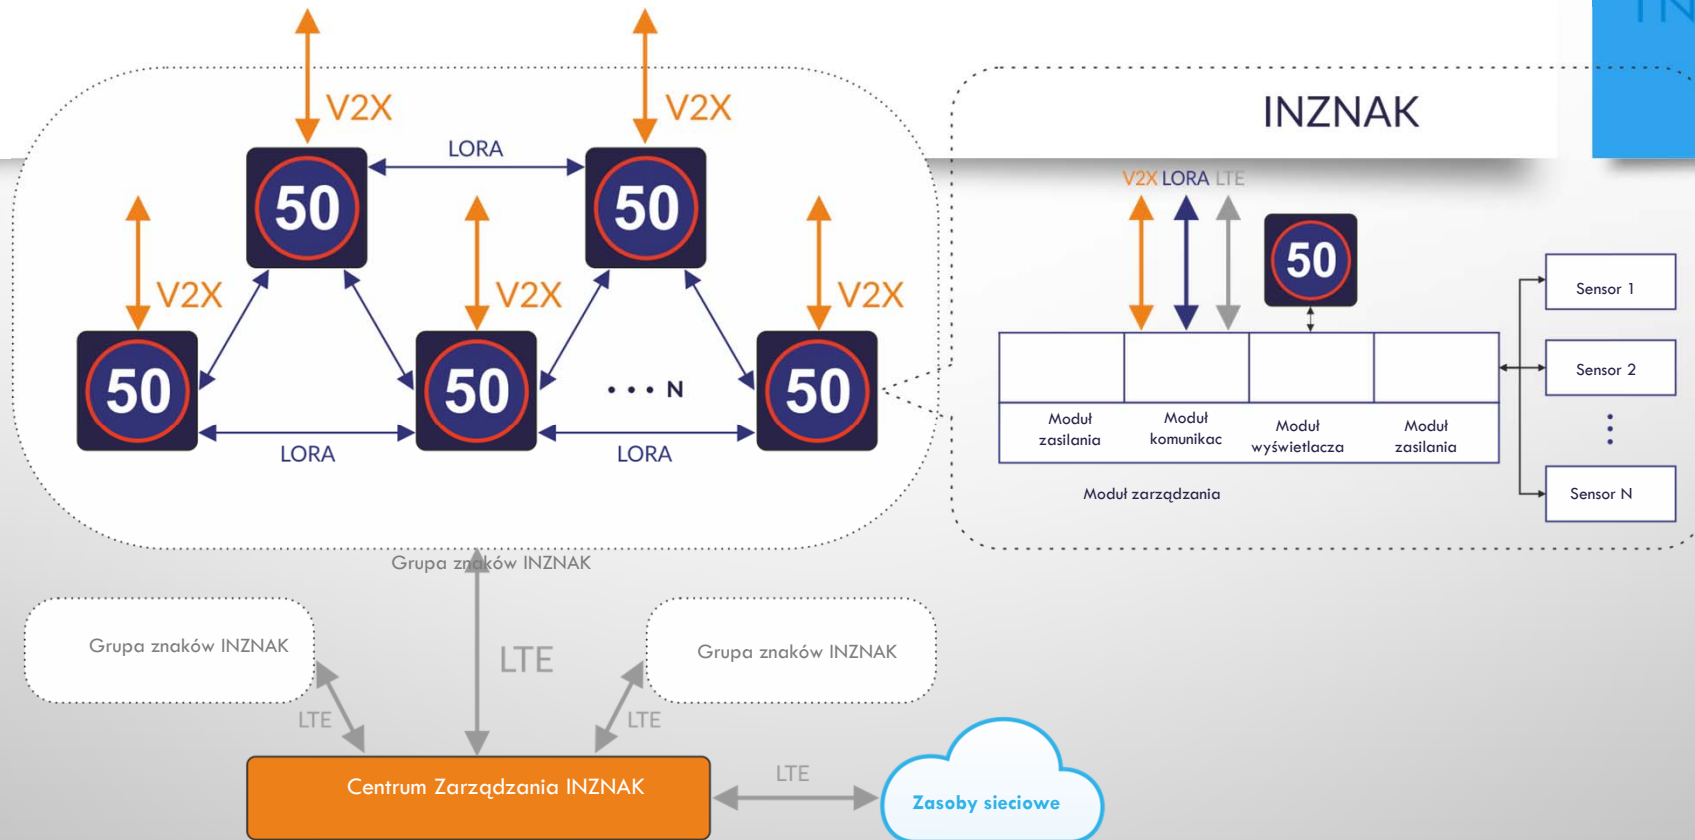 IN
V2X
V2X
LORA
50
50
V2X
V2X
V2X
50
50
• • • N
50
LORA
LORA
Grupa znaków INZNAK
INZNAK
V2X LORA LTE
50
Sensor 1
Sensor 2
Sensor N
Moduł
zasilania
Moduł
komunikac
Moduł
wyświetlacza
Moduł
zasilania
Moduł zarządzania
Grupa znaków INZNAK
LTE
Grupa znaków INZNAK
LTE
LTE
Centrum Zarządzania INZNAK
LTE
Zasoby sieciowe